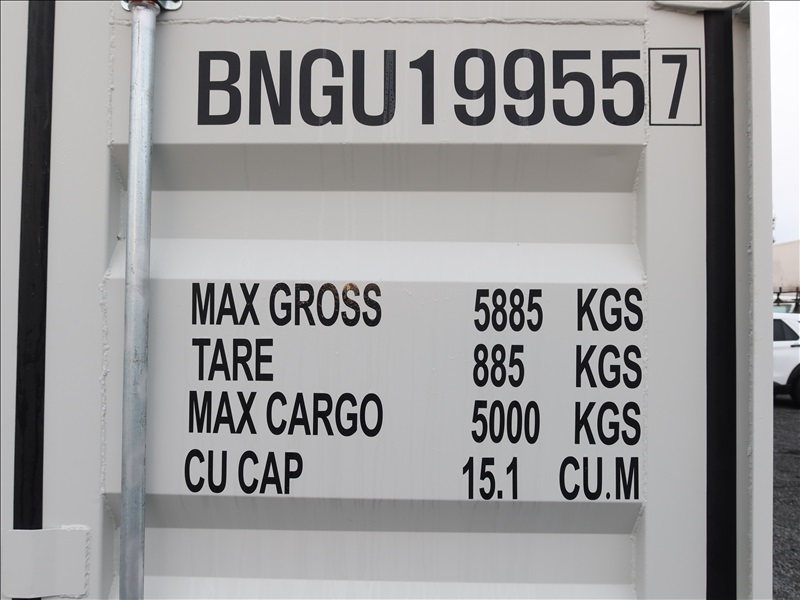 BNGU199557
MAX GROSS 5885 KGS
TARE 885 KGS
MAX CARGO 5000 KGS
CU CAP 15.1 CU.M